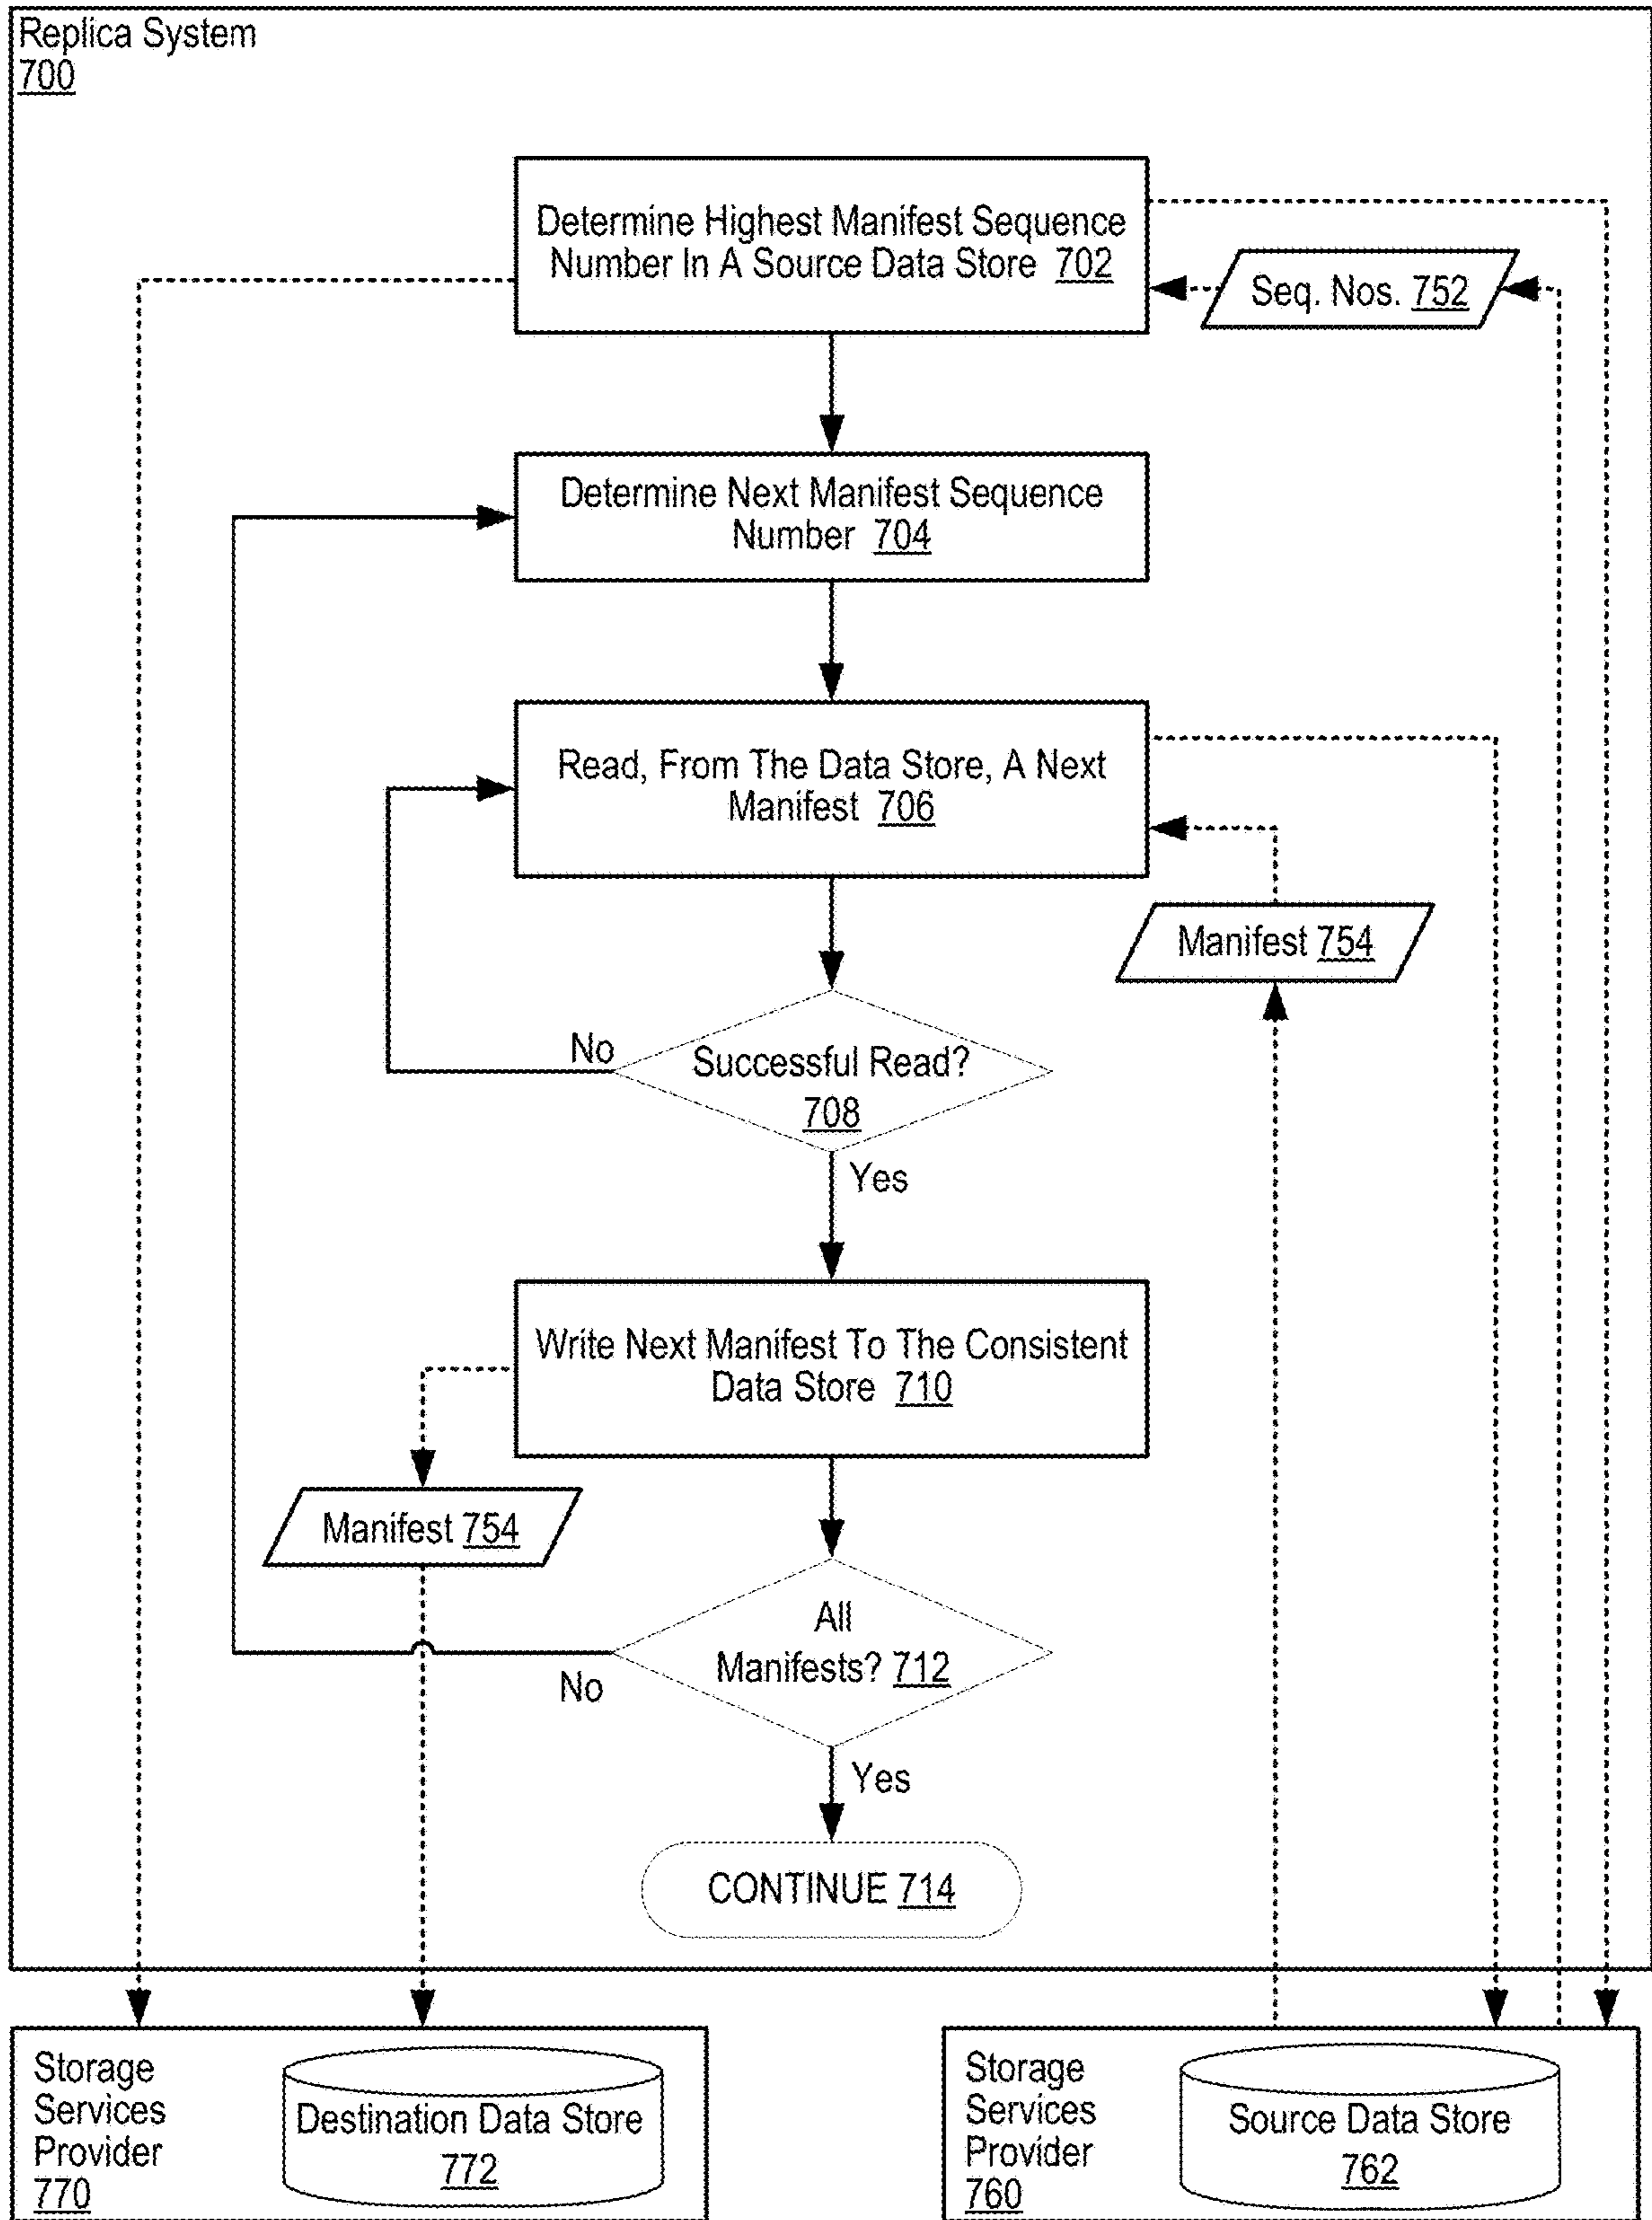 Replica System
700
Determine Highest Manifest Sequence
Number In A Source Data Store 702
Seq. Nos. 752
Determine Next Manifest Sequence
Number 704
Read, From The Data Store, A Next
Manifest 706
Manifest 754
No
Successful Read?
708
Yes
Write Next Manifest To The Consistent
Data Store 710
Manifest 754
All
Manifests? 712
No
Yes
CONTINUE 714
Storage
Services
Provider
770
Destination Data Store
772
Storage
Services
Provider
760
Source Data Store
762